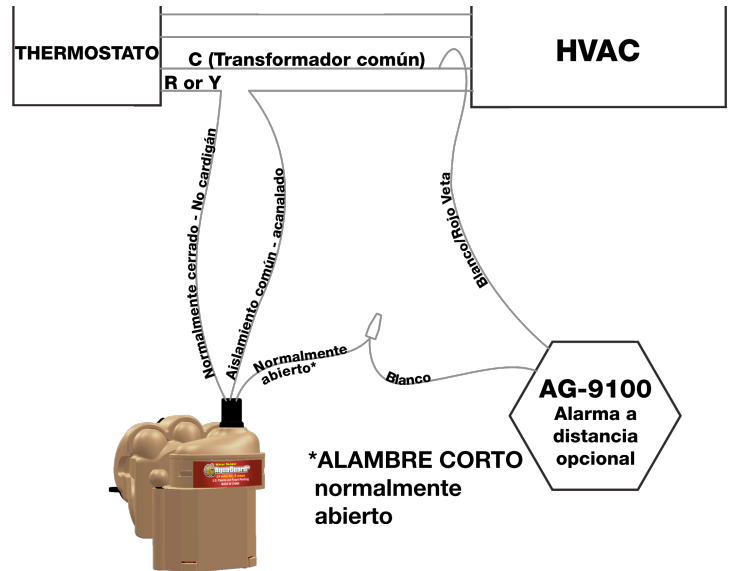 THERMOSTATO
HVAC
C (Transformador común)
R or Y
Normalmente cerrado - No cardigán
Aislamiento común - acanalado
Blanco/Rojo Veta
Normalmente
abierto*
Blanco
AG-9100
Alarma a
distancia
opcional
*ALAMBRE CORTO
normalmente
abierto
AquaGuard